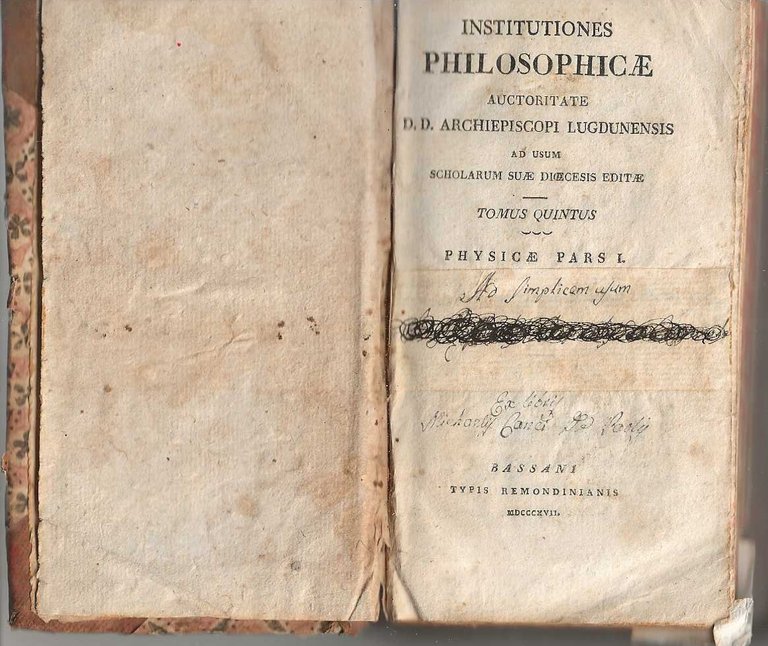 INSTITUTIONES
PHILOSOPHICÆ
AUCTORITATE
D. D. ARCHIEPISCOPI LUGDUNENSIS
AD USUM
SCHOLARUM SUÆ DIŒCESIS EDITÆ
TOMUS QUINTUS
PHYSICÆ PARS I.
Ad simplicem usum
Ex libris
BASSANI
TYPIS REMONDINIANIS
MDCCCXVII.